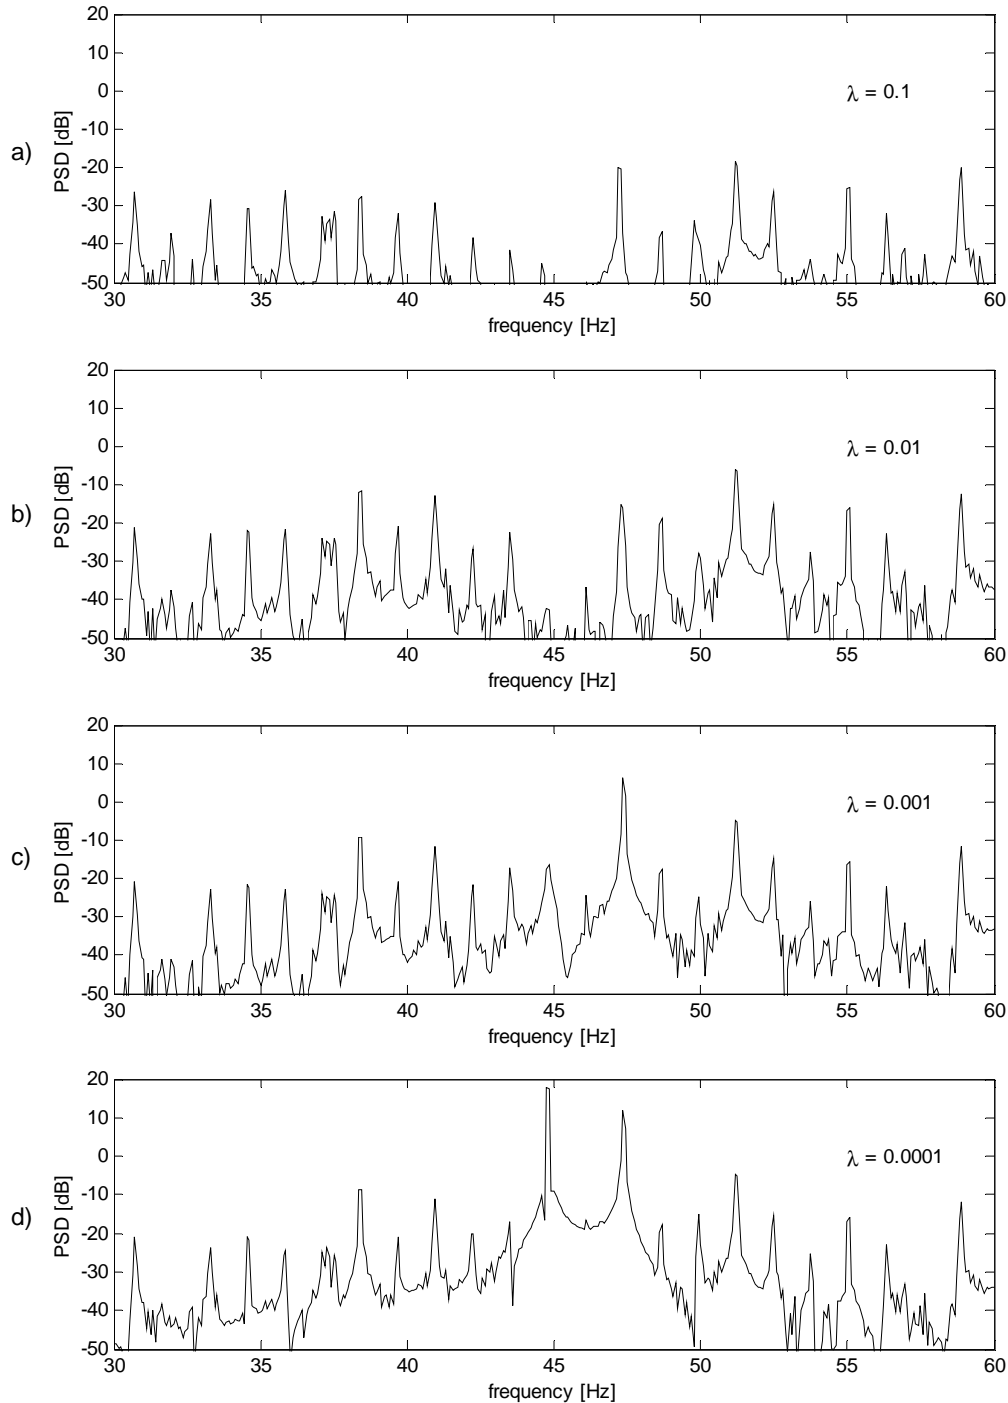 a)
PSD [dB]
20
10
0
-10
-20
-30
-40
-50
λ = 0.1
30 35 40 45 50 55 60
frequency [Hz]
b)
PSD [dB]
20
10
0
-10
-20
-30
-40
-50
λ = 0.01
30 35 40 45 50 55 60
frequency [Hz]
c)
PSD [dB]
20
10
0
-10
-20
-30
-40
-50
λ = 0.001
30 35 40 45 50 55 60
frequency [Hz]
d)
PSD [dB]
20
10
0
-10
-20
-30
-40
-50
λ = 0.0001
30 35 40 45 50 55 60
frequency [Hz]